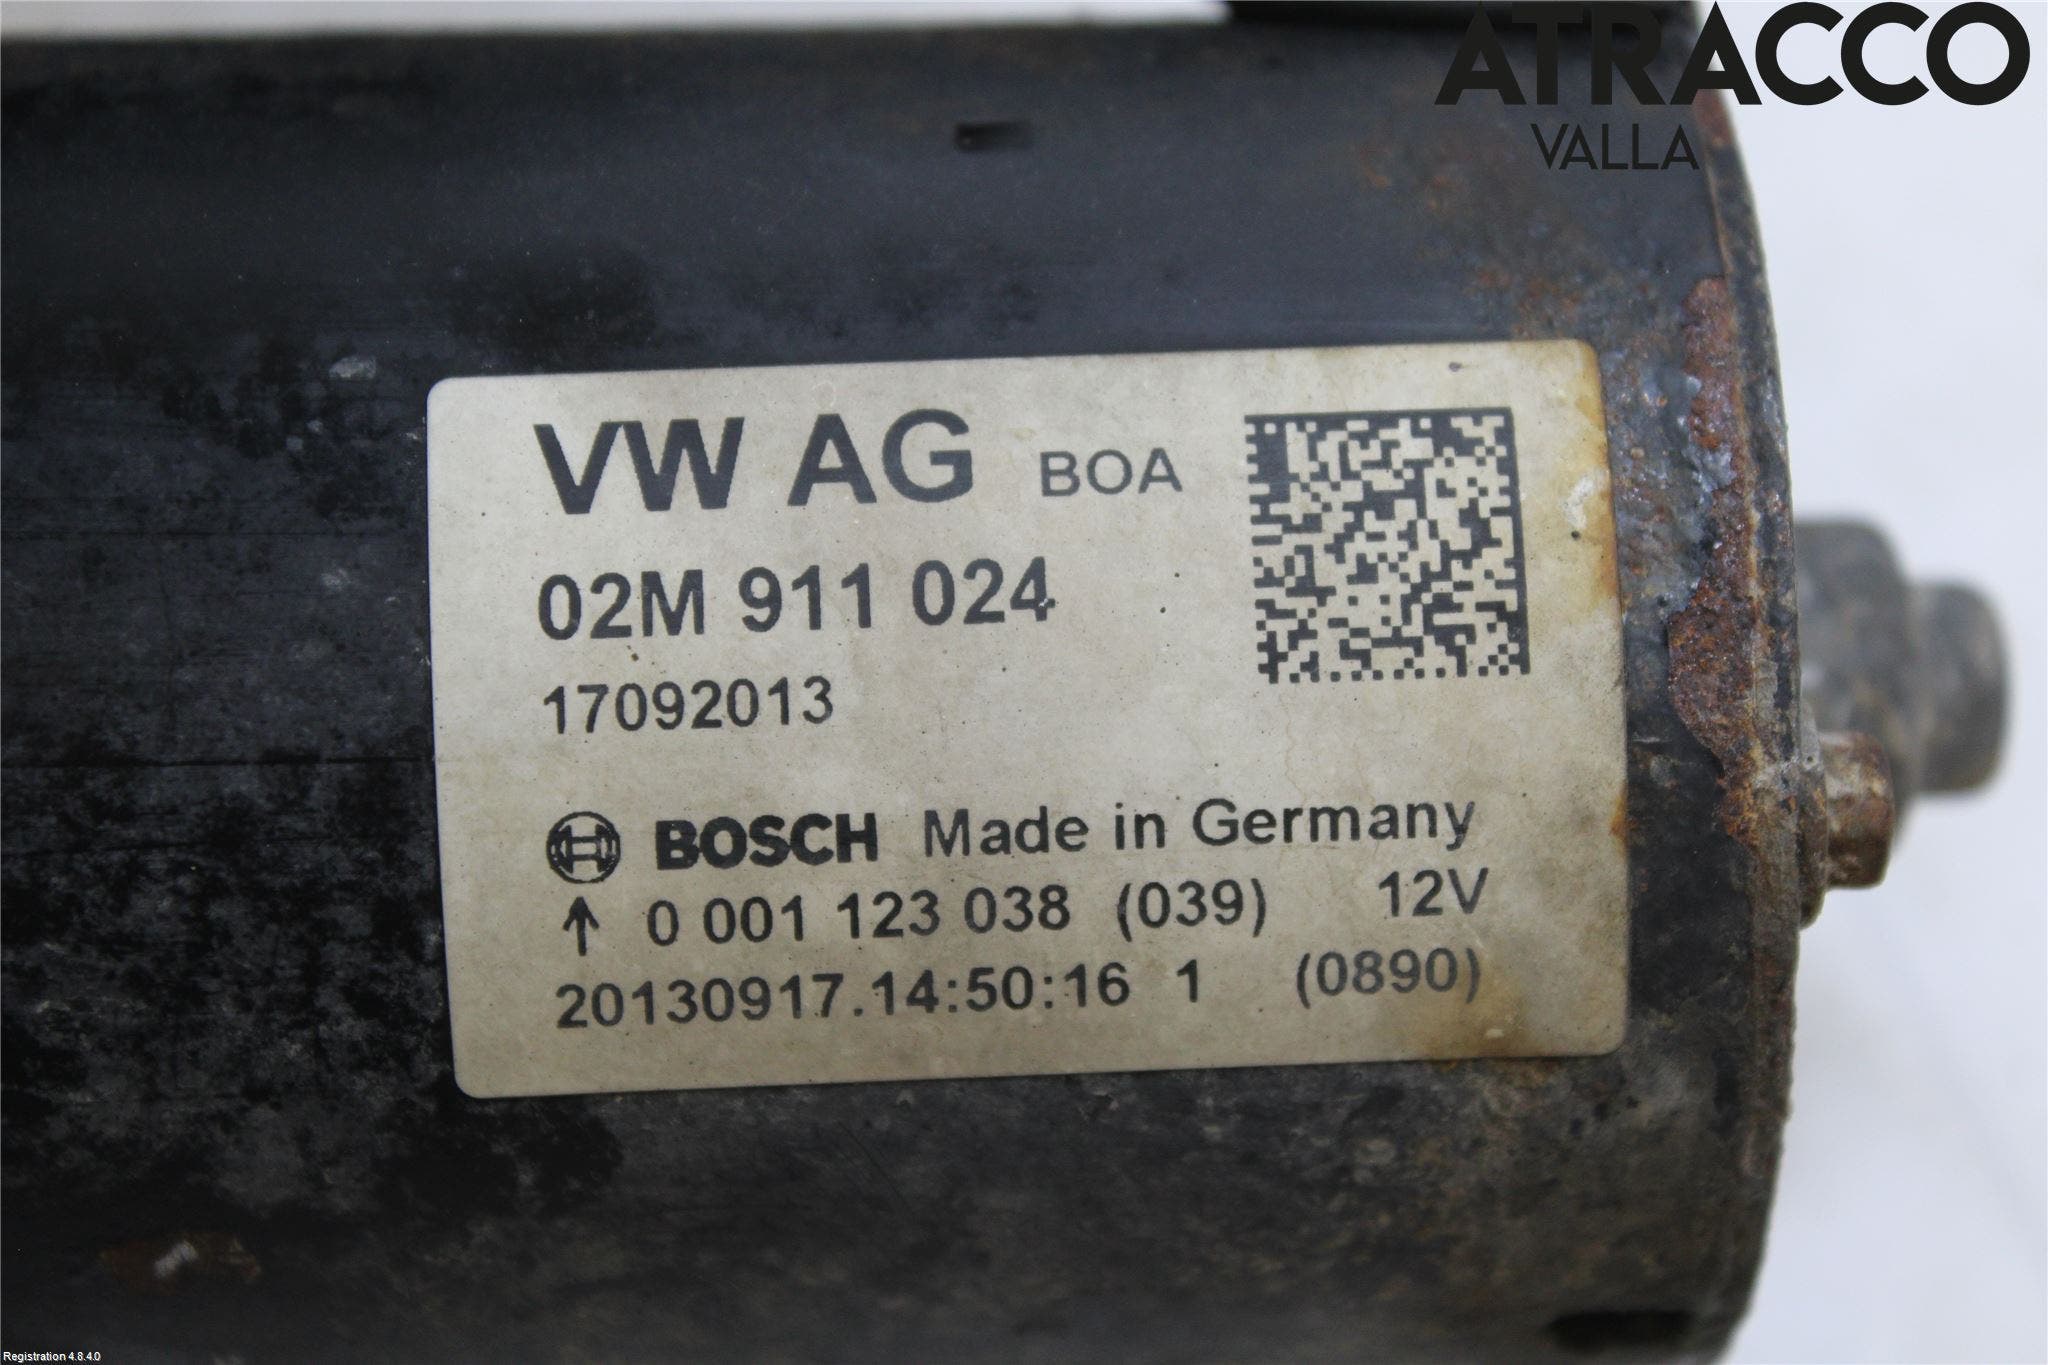 ATRACCO
VALLA
VW AG BOA
02M 911 024
17092013
BOSCH Made in Germany
↑ 0 001 123 038 (039) 12V
20130917.14:50:16 1 (0890)
Registration 4.8.4.0